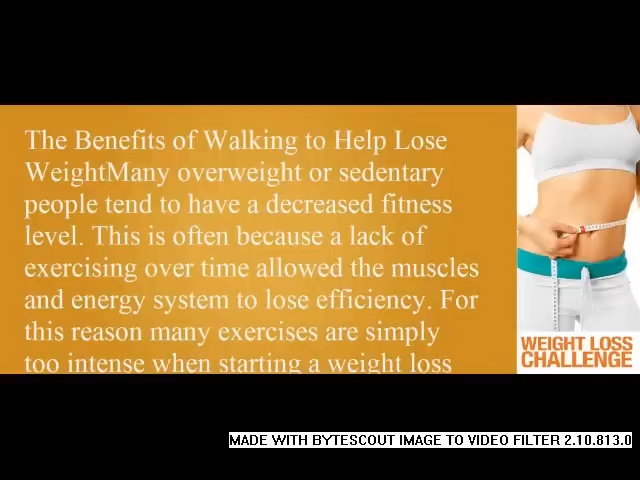 The Benefits of Walking to Help Lose
WeightMany overweight or sedentary
people tend to have a decreased fitness
level. This is often because a lack of
exercising over time allowed the muscles
and energy system to lose efficiency. For
this reason many exercises are simply
too intense when starting a weight loss
WEIGHT LOSS
CHALLENGE
MADE WITH BYTESCOUT IMAGE TO VIDEO FILTER 2.10.813.0